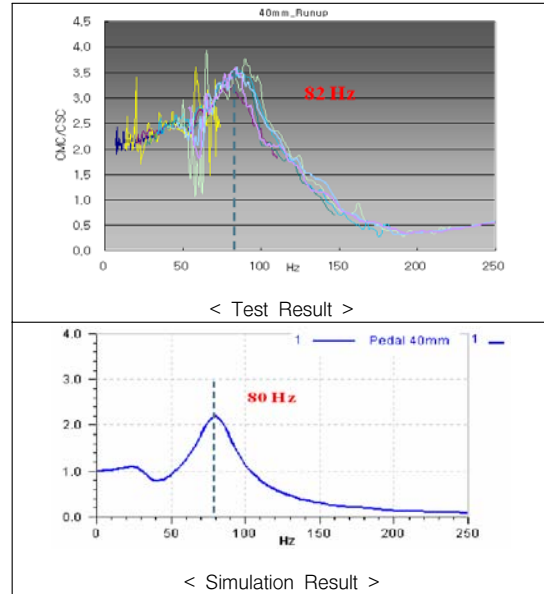 40mm_Runup
4,5
4,0
3,5
3,0
2,5
2,0
1,5
1,0
0,5
0,0
CMC/CSC
82 Hz
0 50 100 150 200 250
Hz
< Test Result >
4.0
3.0
2.0
1.0
0.0
1 Pedal 40mm 1
80 Hz
0 50 100 150 200 250
Hz
< Simulation Result >